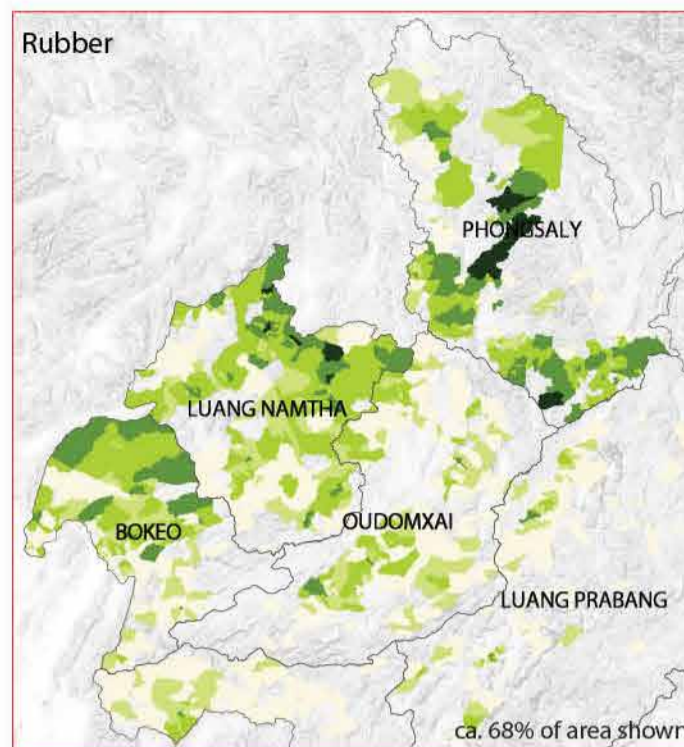 Rubber
PHONGSALY
LUANG NAMTHA
BOKEO
OUDOMXAI
LUANG PRABANG
ca. 68% of area shown